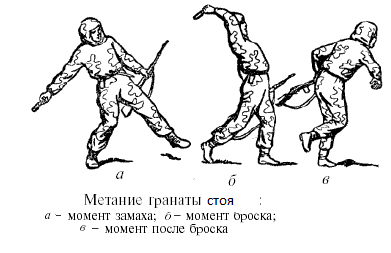 а
б
в
Метание гранаты стоя :
а – момент замаха; б – момент броска;
в – момент после броска